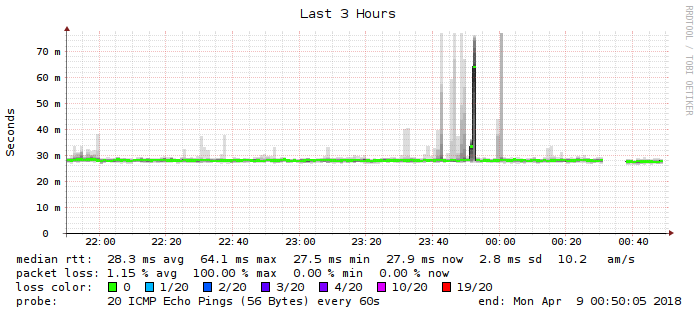 Last 3 Hours
RRDTOOL / TOBI OETIKER
Seconds
70 m
60 m
50 m
40 m
30 m
20 m
10 m
0
22:00 22:20 22:40 23:00 23:20 23:40 00:00 00:20 00:40
median rtt: 28.3 ms avg 64.1 ms max 27.5 ms min 27.9 ms now 2.8 ms sd 10.2 am/s
packet loss: 1.15 % avg 100.00 % max 0.00 % min 0.00 % now
loss color: 0 1/20 2/20 3/20 4/20 10/20 19/20
probe: 20 ICMP Echo Pings (56 Bytes) every 60s end: Mon Apr 9 00:50:05 2018